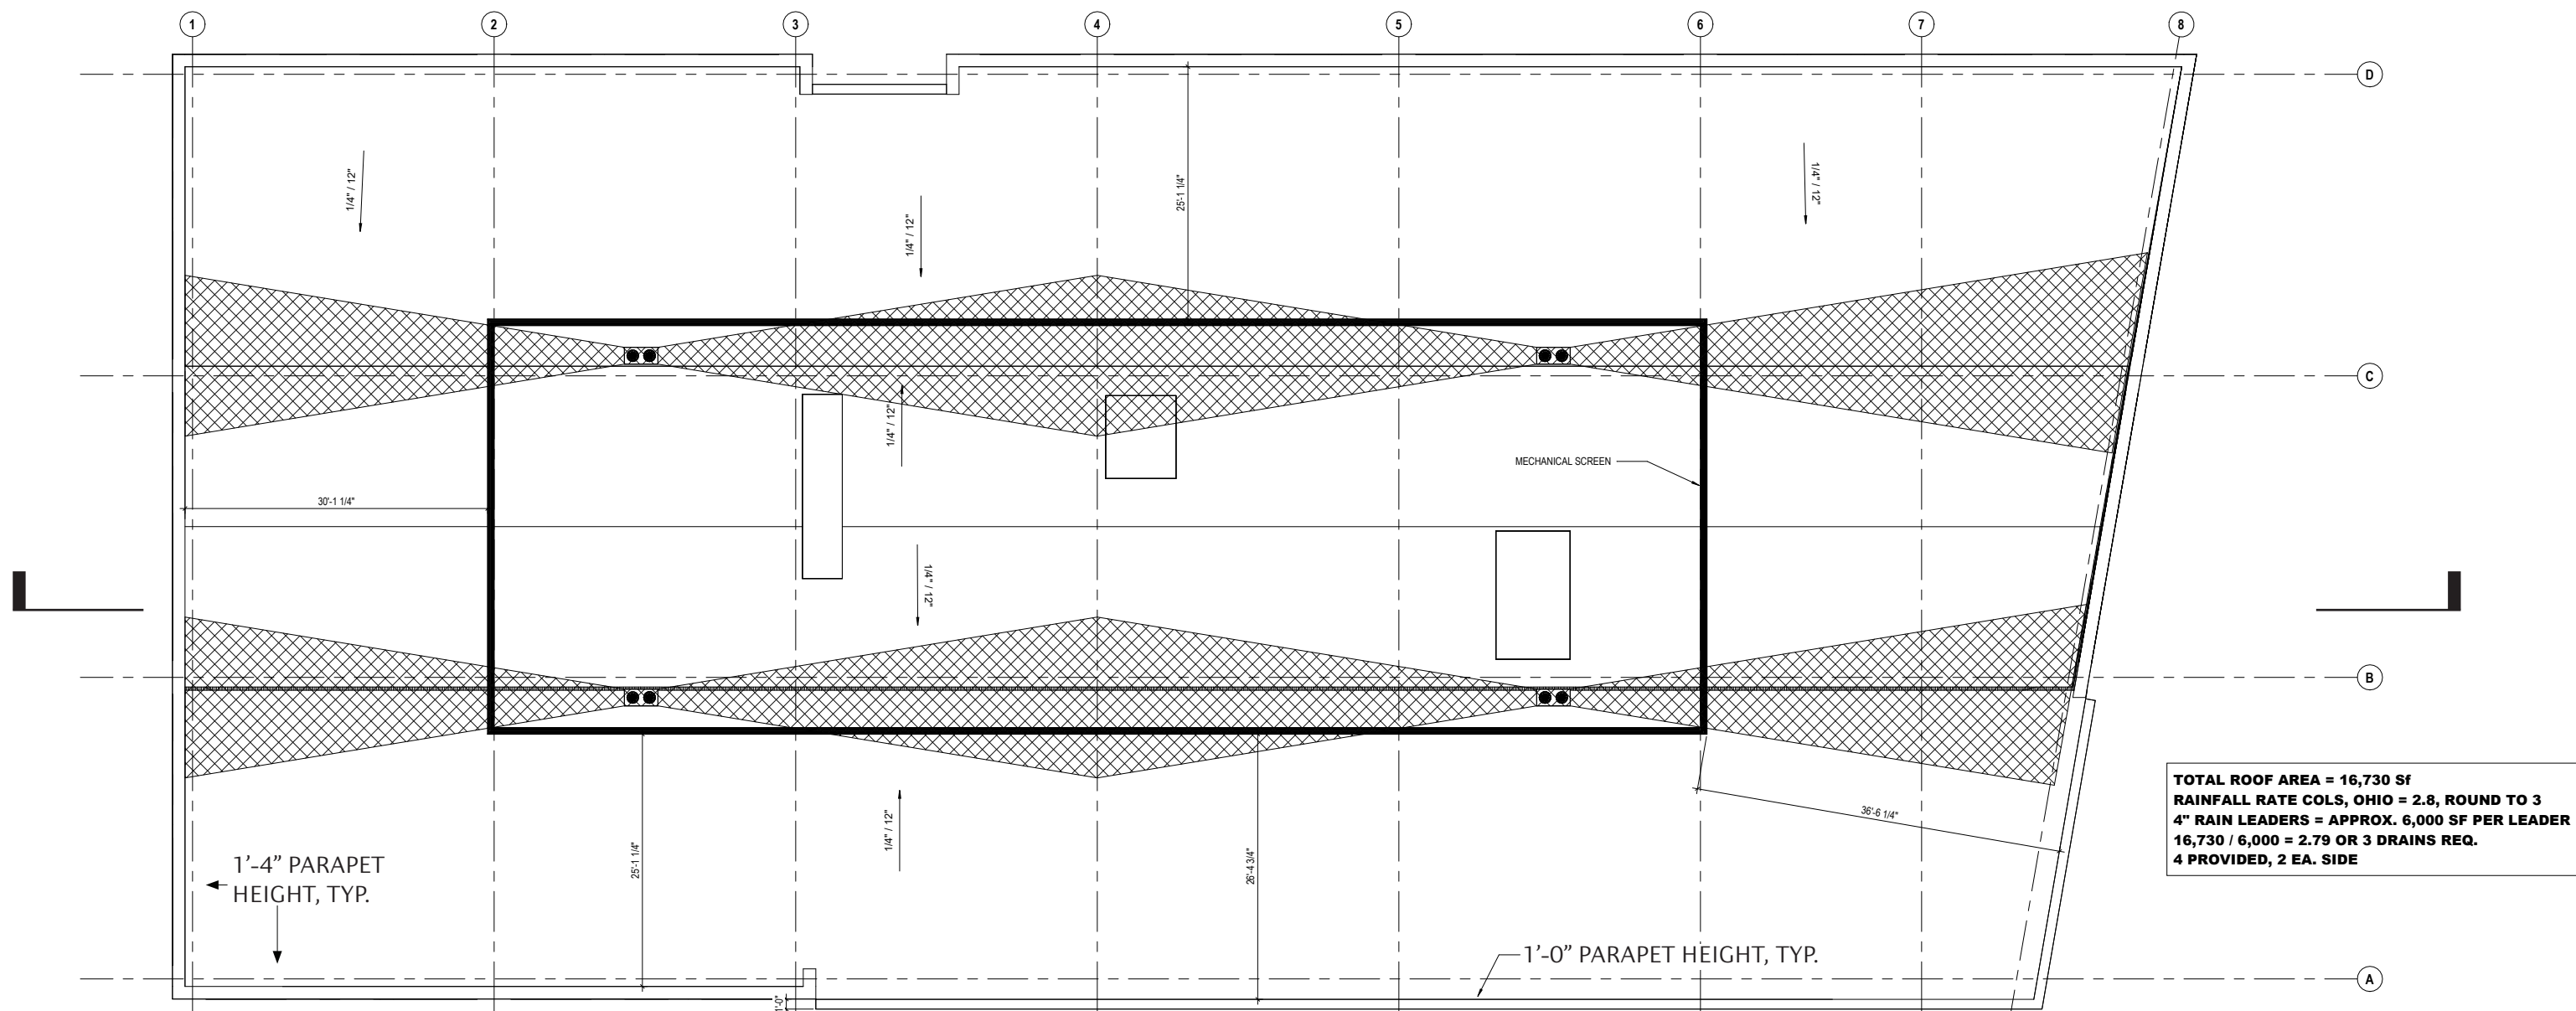 1
2
3
4
5
6
7
8
D
1/4" / 12"
1/4" / 12"
25'-1 1/4"
1/4" / 12"
C
1/4" / 12"
MECHANICAL SCREEN
30'-1 1/4"
1/4" / 12"
B
TOTAL ROOF AREA = 16,730 Sf
RAINFALL RATE COLS, OHIO = 2.8, ROUND TO 3
4" RAIN LEADERS = APPROX. 6,000 SF PER LEADER
16,730 / 6,000 = 2.79 OR 3 DRAINS REQ.
4 PROVIDED, 2 EA. SIDE
36'-6 1/4"
1/4" / 12"
25'-1 1/4"
26'-4 3/4"
1’-4” PARAPET
HEIGHT, TYP.
1’-0” PARAPET HEIGHT, TYP.
A
1'-0"